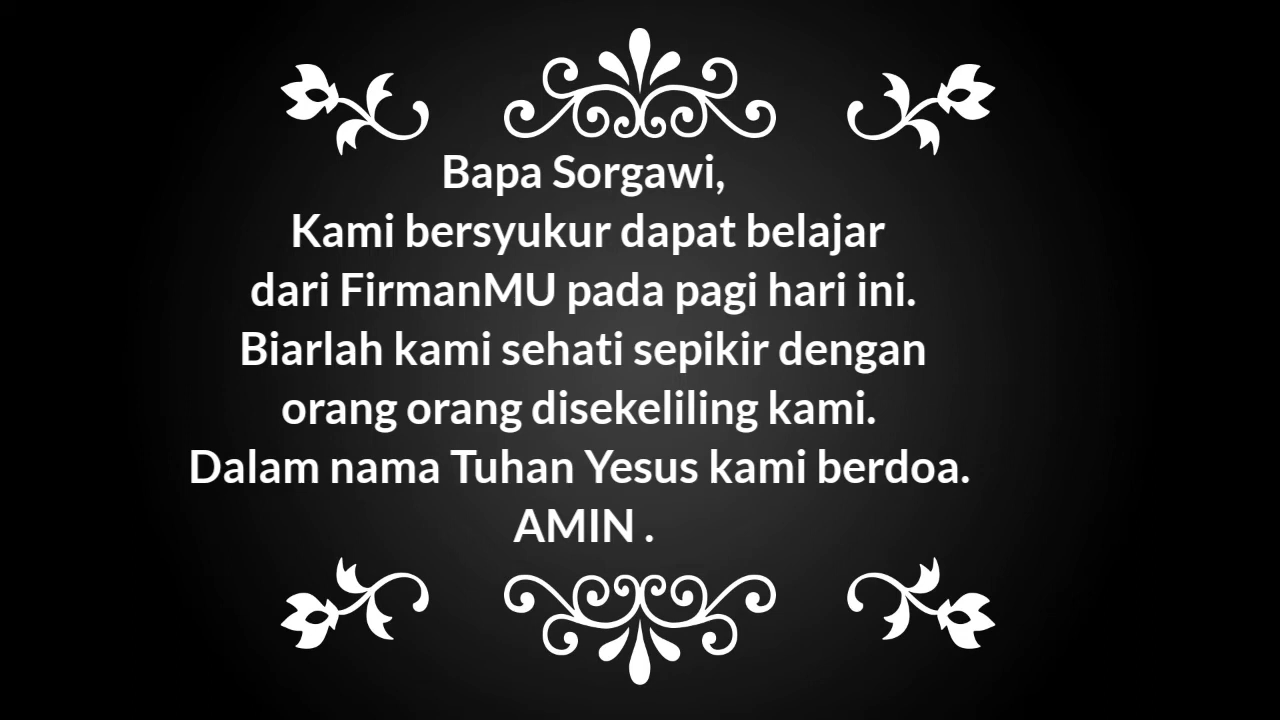 Bapa Sorgawi,
Kami bersyukur dapat belajar
dari FirmanMU pada pagi hari ini.
Biarlah kami sehati sepikir dengan
orang orang disekeliling kami.
Dalam nama Tuhan Yesus kami berdoa.
AMIN .